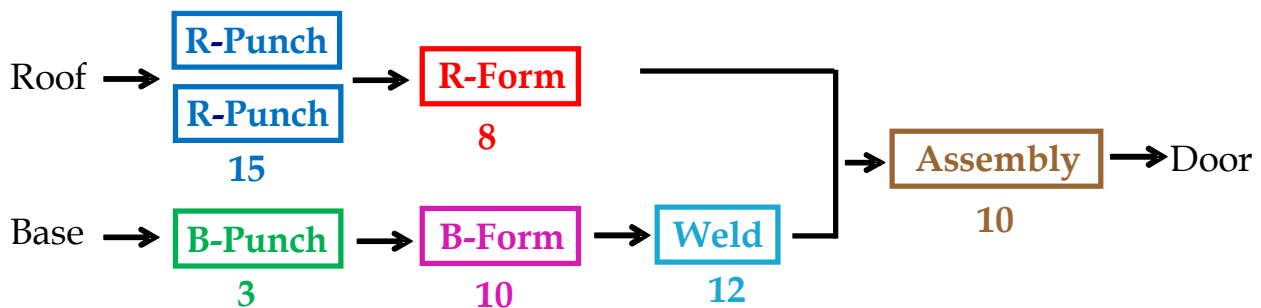 R-Punch
Roof
R-Form
R-Punch
8
15
Assembly
Door
10
Base
B-Punch
B-Form
Weld
3
10
12